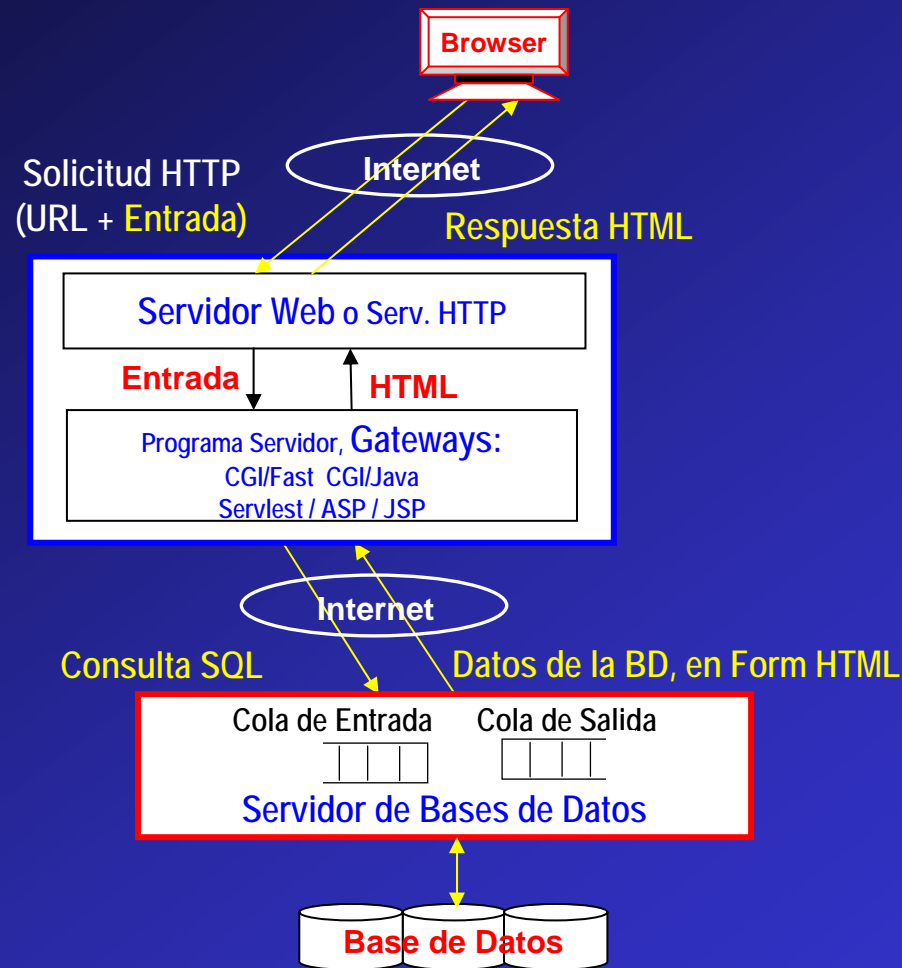 Browser
Internet
Solicitud HTTP
(URL + Entrada)
Respuesta HTML
Servidor Web o Serv. HTTP
Entrada
HTML
Programa Servidor, Gateways:
CGI/Fast CGI/Java
Servlest / ASP / JSP
Internet
Consulta SQL
Datos de la BD, en Form HTML
Cola de Entrada
Cola de Salida
Servidor de Bases de Datos
Base de Datos